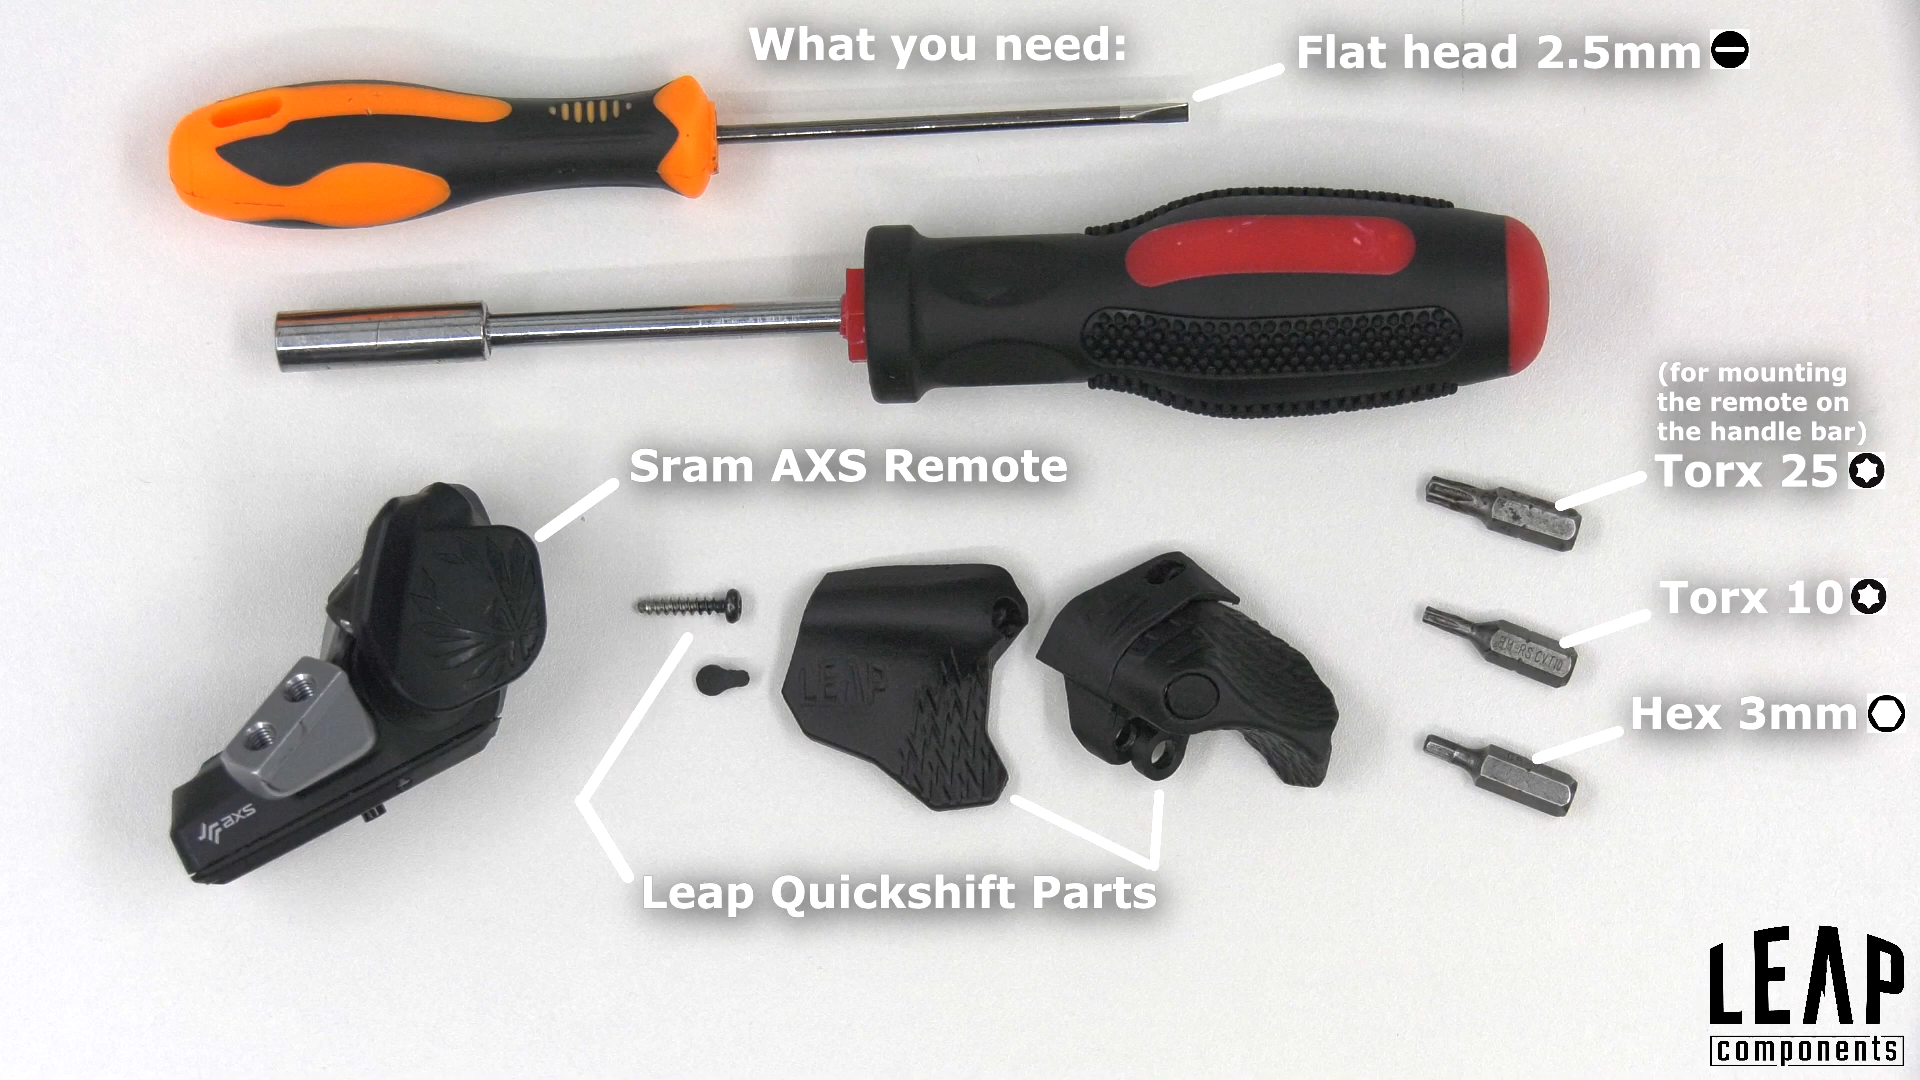 What you need:
Flat head 2.5mm
(for mounting
the remote on
the handle bar)
Torx 25
Sram AXS Remote
Torx 10
LEAP
Hex 3mm
axs
Leap Quickshift Parts
LEAP
components